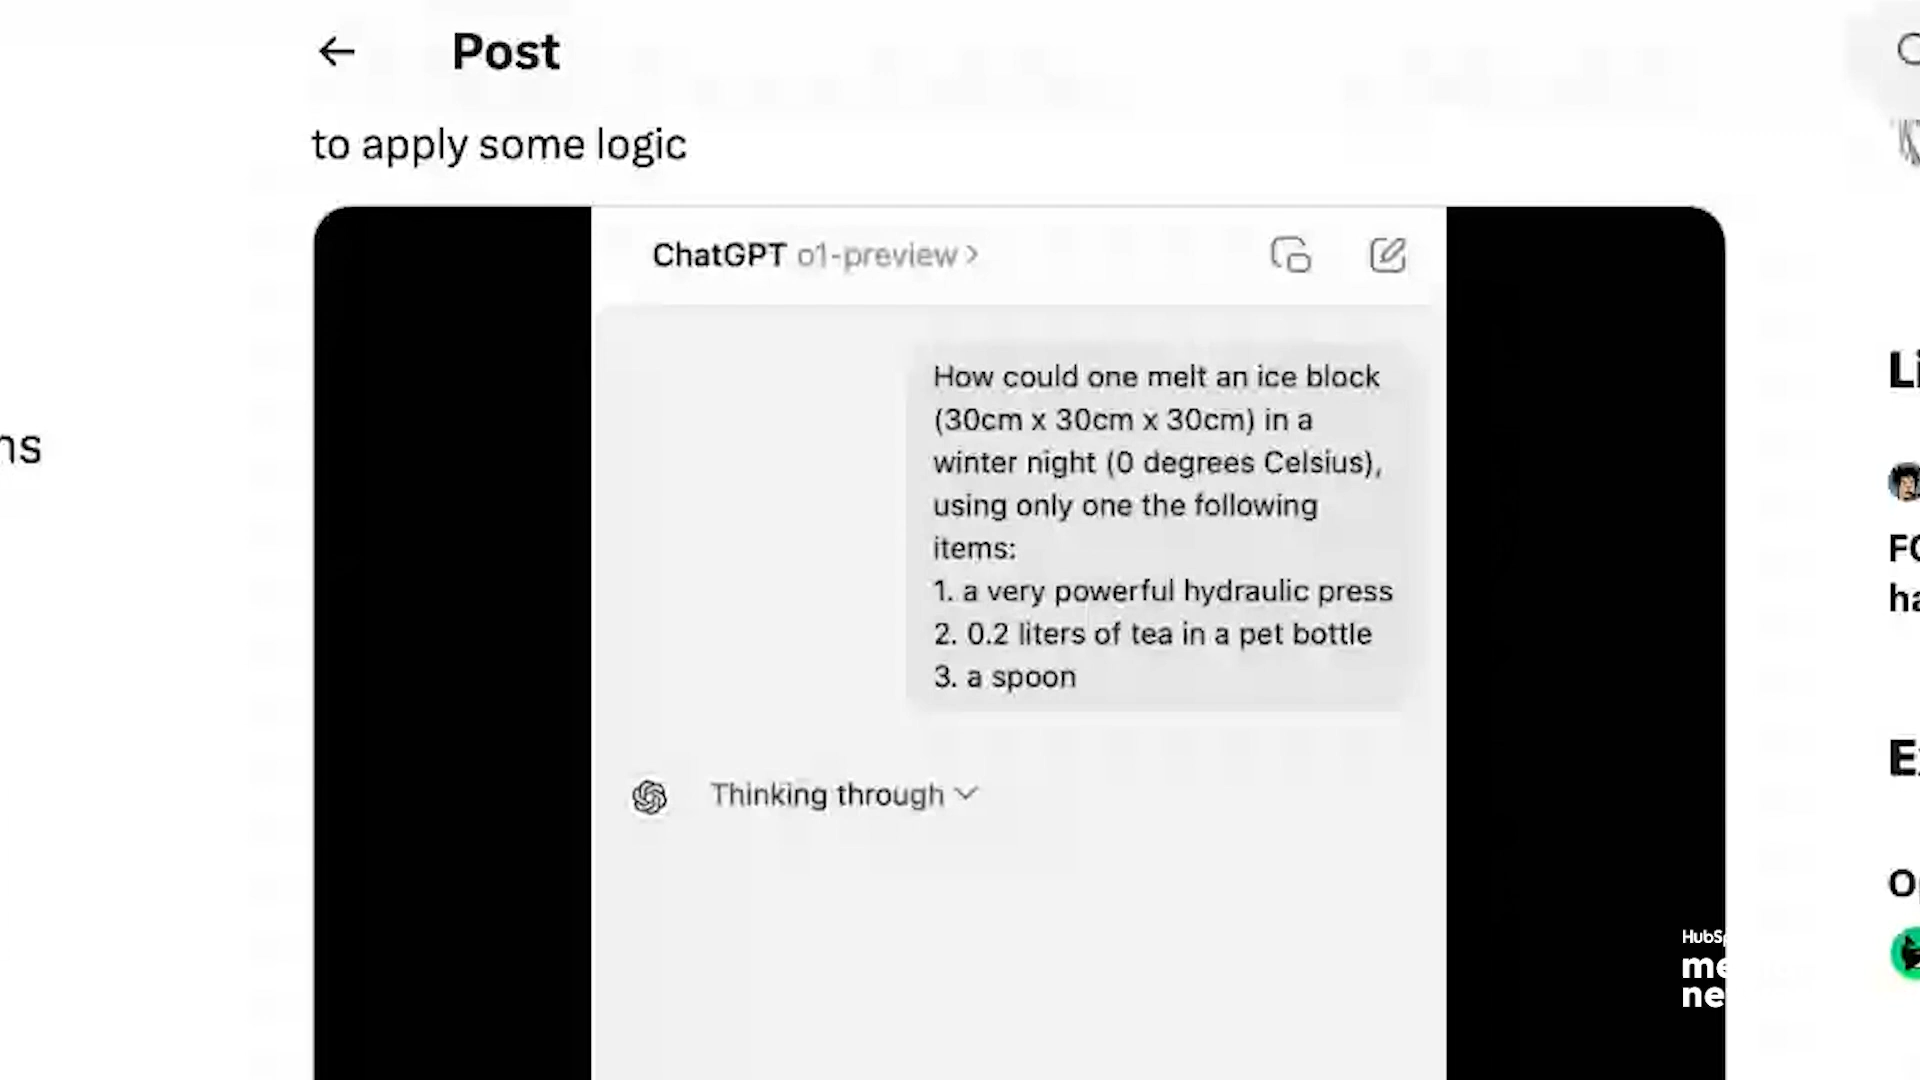 Post
to apply some logic
ChatGPT o1-preview >
How could one melt an ice block
(30cm x 30cm x 30cm) in a
winter night (0 degrees Celsius),
using only one the following
items:
1. a very powerful hydraulic press
2. 0.2 liters of tea in a pet bottle
3. a spoon
Thinking through